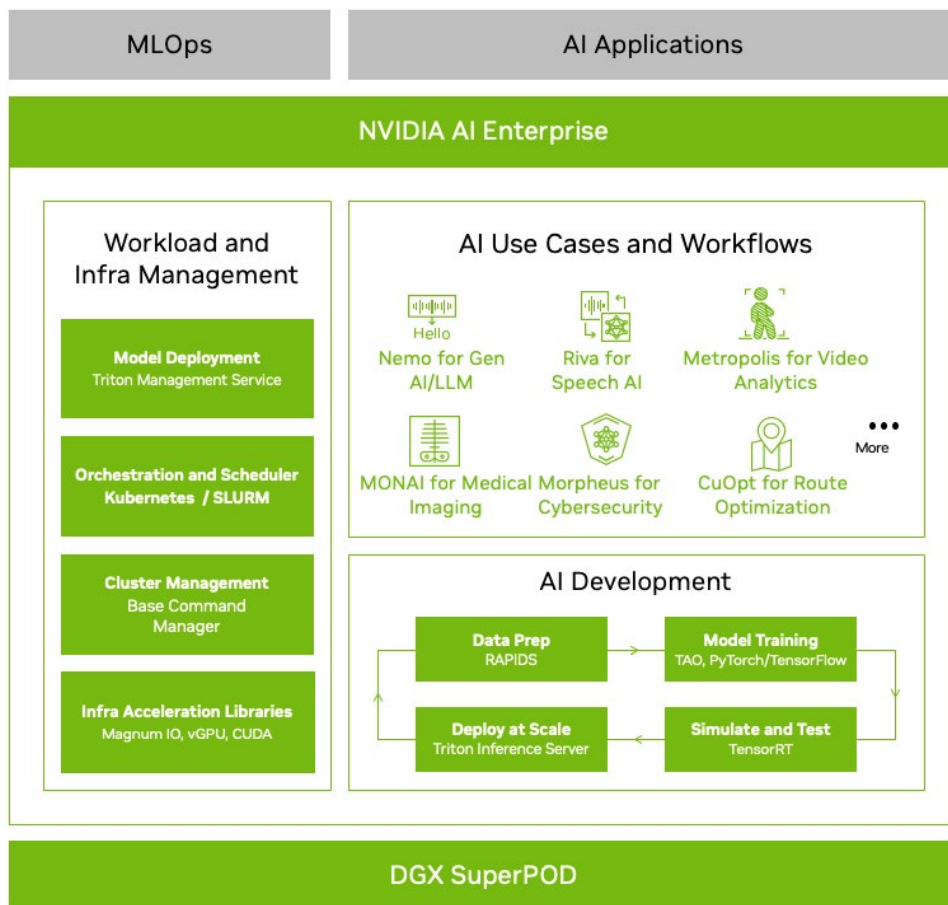 MLOps
AI Applications
NVIDIA AI Enterprise
Workload and
Infra Management
Model Deployment
Triton Management Service
Orchestration and Scheduler
Kubernetes / SLURM
Cluster Management
Base Command
Manager
Infra Acceleration Libraries
Magnum IO, vGPU, CUDA
AI Use Cases and Workflows
Hello
Nemo for Gen
AI/LLM
Riva for
Speech AI
Metropolis for Video
Analytics
MONAI for Medical
Imaging
Morpheus for
Cybersecurity
CuOpt for Route
Optimization
•••
More
AI Development
Data Prep
RAPIDS
Model Training
TAO, PyTorch/TensorFlow
Deploy at Scale
Triton Inference Server
Simulate and Test
TensorRT
DGX SuperPOD